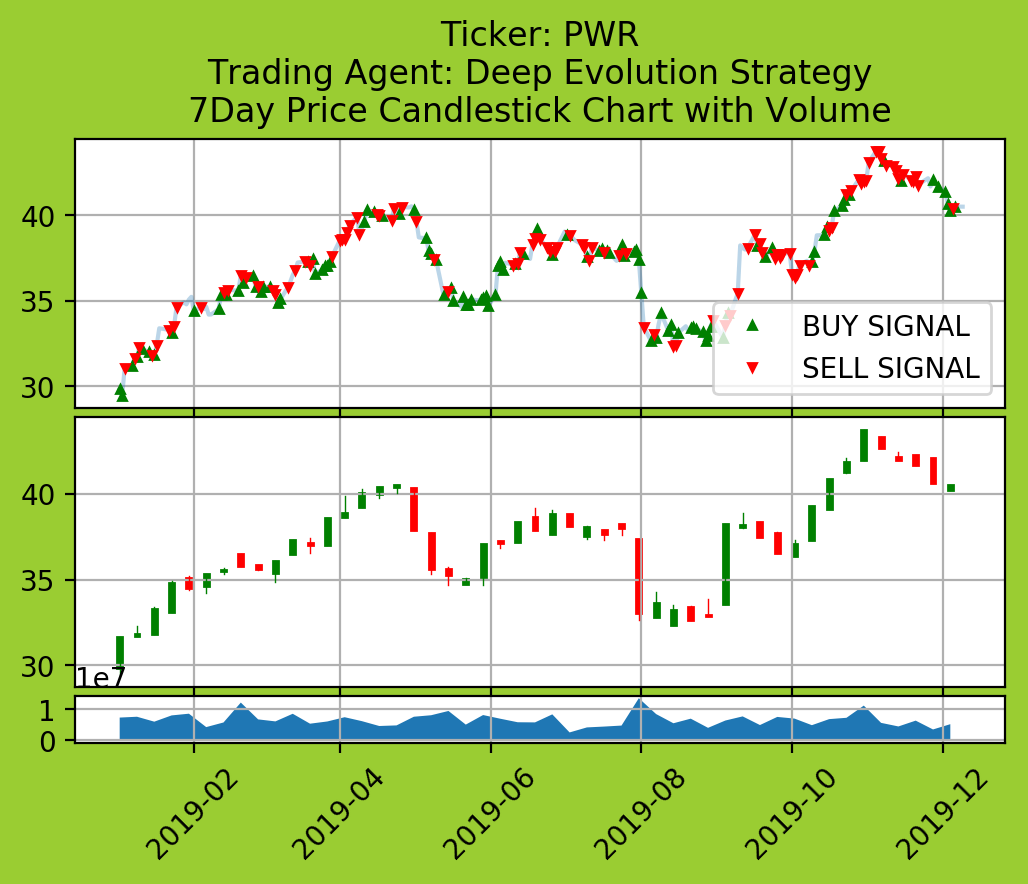 Ticker: PWR
Trading Agent: Deep Evolution Strategy
7Day Price Candlestick Chart with Volume
40
35
30
BUY SIGNAL
SELL SIGNAL
40
35
30
1e7
1
0
2019-02
2019-04
2019-06
2019-08
2019-10
2019-12